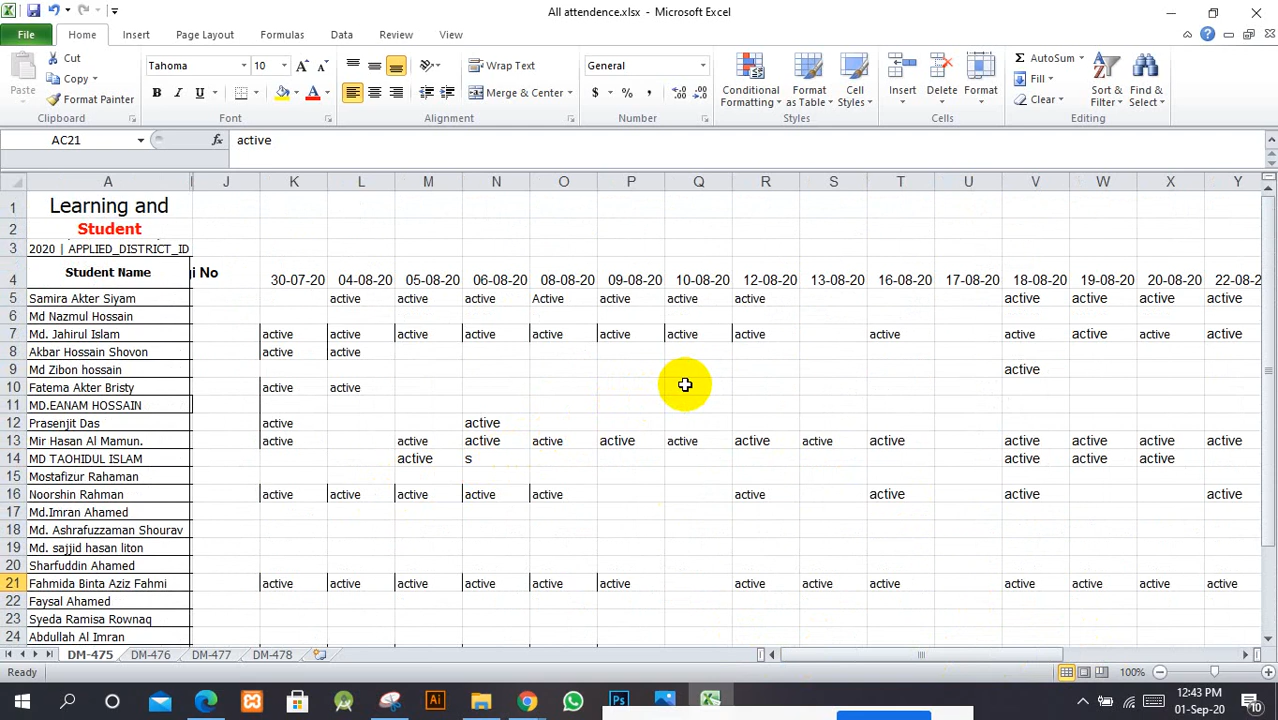 All attendence.xlsx - Microsoft Excel
File Home Insert Page Layout Formulas Data Review View
Paste Cut Copy Format Painter Clipboard
Tahoma 10 B I U Font
Wrap Text Merge & Center Alignment
General $ % , Number
Conditional Formatting Format as Table Cell Styles Styles
Insert Delete Format Cells
AutoSum Fill Clear Sort & Filter Find & Select Editing
AC21 fx active
A J K L M N O P Q R S T U V W X Y
1 Learning and
2 Student
3 2020 | APPLIED_DISTRICT_ID
4 Student Name No 30-07-20 04-08-20 05-08-20 06-08-20 08-08-20 09-08-20 10-08-20 12-08-20 13-08-20 16-08-20 17-08-20 18-08-20 19-08-20 20-08-20 22-08-2
5 Samira Akter Siyam active active active Active active active active active active active active
6 Md Nazmul Hossain
7 Md. Jahirul Islam active active active active active active active active active active active active active
8 Akbar Hossain Shovon active active
9 Md Zibon hossain active
10 Fatema Akter Bristy active active
11 MD.EANAM HOSSAIN
12 Prasenjit Das active active
13 Mir Hasan Al Mamun. active active active active active active active active active active active active active
14 MD TAOHIDUL ISLAM active s active active active
15 Mostafizur Rahaman
16 Noorshin Rahman active active active active active active active active active
17 Md.Imran Ahamed
18 Md. Ashrafuzzaman Shourav
19 Md. sajjid hasan liton
20 Sharfuddin Ahamed
21 Fahmida Binta Aziz Fahmi active active active active active active active active active active active active active
22 Faysal Ahamed
23 Syeda Ramisa Rownaq
24 Abdullah Al Imran
DM-475 DM-476 DM-477 DM-478
Ready 100%
Ai Ps 12:43 PM
01-Sep-20 10